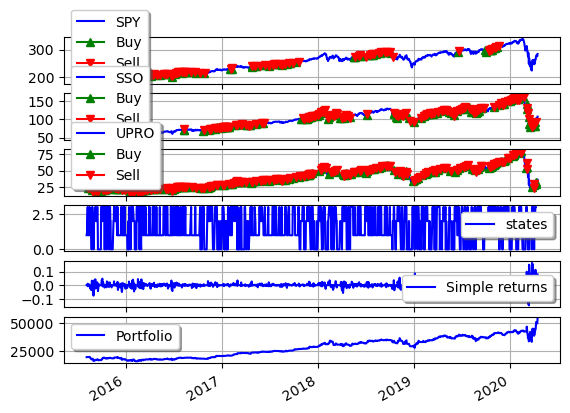 SPY
Buy
Sell
300
200
SSO
Buy
Sell
150
100
50
UPRO
Buy
Sell
75
50
25
2.5
0.0
states
0.1
0.0
−0.1
Simple returns
50000
25000
Portfolio
2016 2017 2018 2019 2020